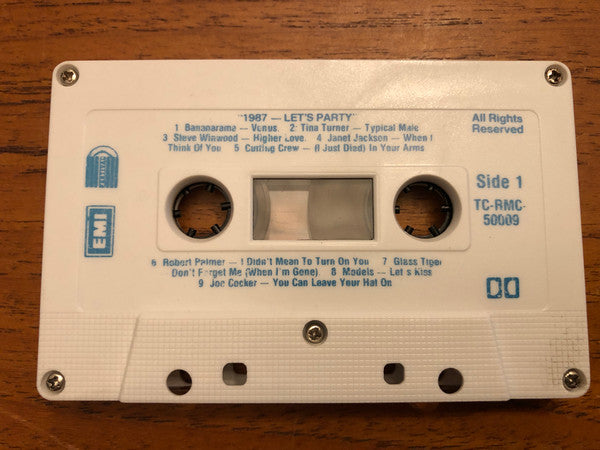 "1987 — LET'S PARTY"
1 Bananarama — Venus. 2 Tina Turner — Typical Male
3 Steve Winwood — Higher Love. 4 Janet Jackson — When I
Think Of You 5 Cutting Crew — (I Just Died) In Your Arms
All Rights
Reserved
EMI
Side 1
TC-RMC-
50009
6 Robert Palmer — I Didn't Mean To Turn On You 7 Glass Tiger
Don't Forget Me (When I'm Gone). 8 Models — Let s Kiss
9 Joe Cocker — You Can Leave Your Hat On